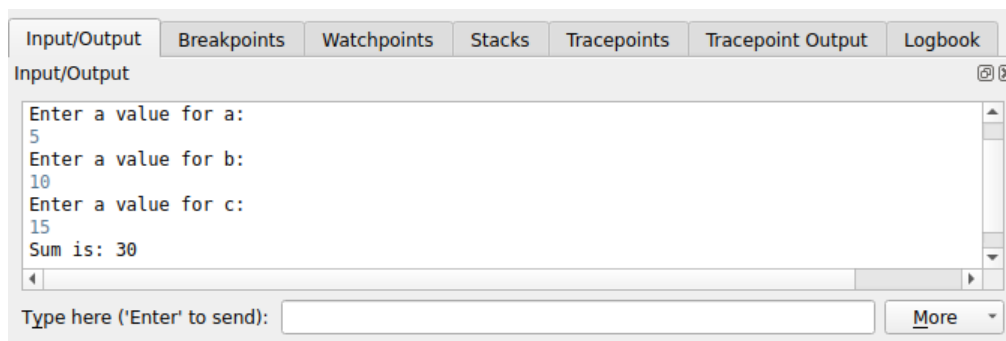 Input/Output Breakpoints Watchpoints Stacks Tracepoints Tracepoint Output Logbook
Input/Output
Enter a value for a:
5
Enter a value for b:
10
Enter a value for c:
15
Sum is: 30
Type here ('Enter' to send): More